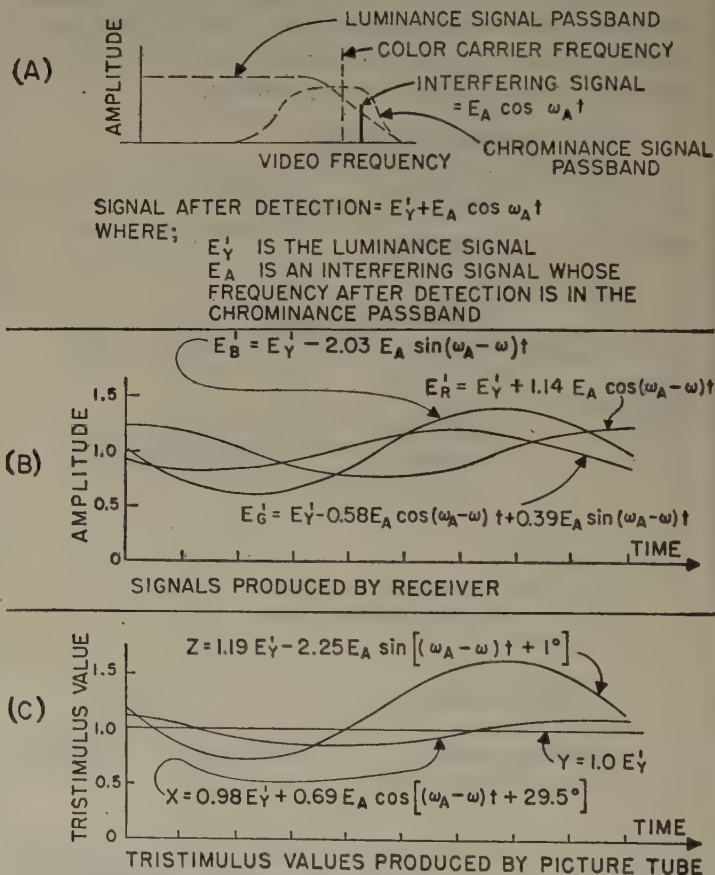 (A)
AMPLITUDE
LUMINANCE SIGNAL PASSBAND
COLOR CARRIER FREQUENCY
INTERFERING SIGNAL
= E_A cos ω_A t
VIDEO FREQUENCY
CHROMINANCE SIGNAL
PASSBAND
SIGNAL AFTER DETECTION = E'_Y + E_A cos ω_A t
WHERE;
E'_Y IS THE LUMINANCE SIGNAL
E_A IS AN INTERFERING SIGNAL WHOSE
FREQUENCY AFTER DETECTION IS IN THE
CHROMINANCE PASSBAND
(B)
AMPLITUDE
E'_B = E'_Y - 2.03 E_A sin(ω_A-ω)t
E'_R = E'_Y + 1.14 E_A cos(ω_A-ω)t
1.5
1.0
0.5
0
E'_G = E'_Y-0.58E_A cos(ω_A-ω) t+0.39E_A sin(ω_A-ω)t
TIME
SIGNALS PRODUCED BY RECEIVER
(C)
TRISTIMULUS VALUE
Z = 1.19 E'_Y - 2.25 E_A sin[(ω_A-ω)t + 1°]
1.5
1.0
0.5
0
Y = 1.0 E'_Y
X = 0.98 E'_Y + 0.69 E_A cos[(ω_A-ω)t + 29.5°]
TIME
TRISTIMULUS VALUES PRODUCED BY PICTURE TUBE